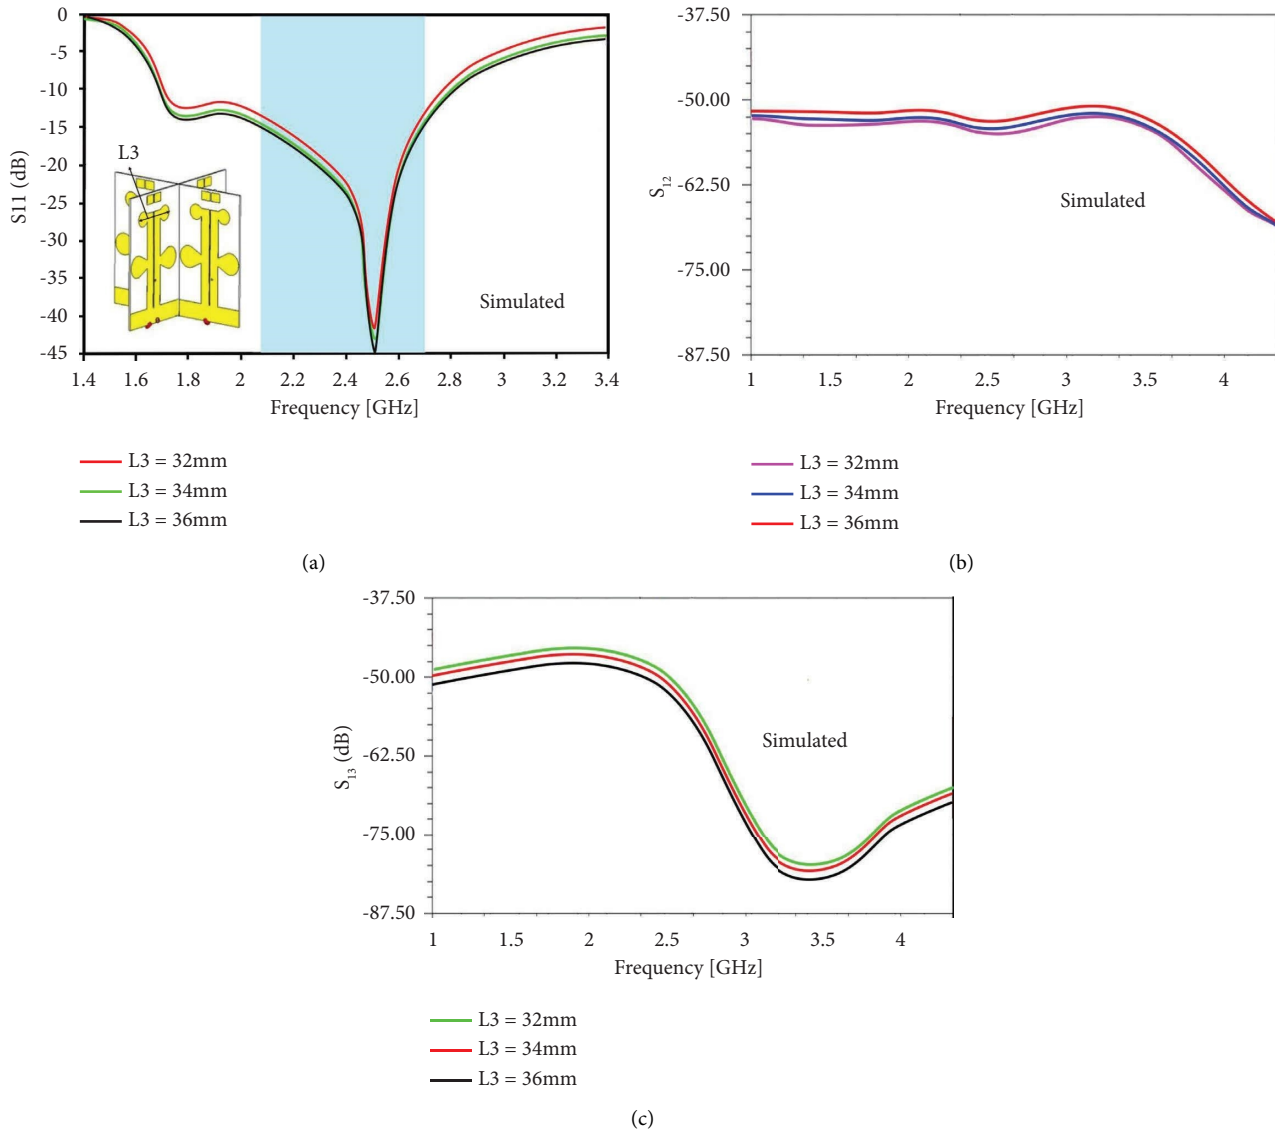 0
-5
-10
-15
-20
-25
-30
-35
-40
-45
S11 (dB)
L3
Simulated
1.4 1.6 1.8 2 2.2 2.4 2.6 2.8 3 3.2 3.4
Frequency [GHz]
L3 = 32mm
L3 = 34mm
L3 = 36mm
(a)
-37.50
-50.00
-62.50
-75.00
-87.50
S12
Simulated
1 1.5 2 2.5 3 3.5 4
Frequency [GHz]
L3 = 32mm
L3 = 34mm
L3 = 36mm
(b)
-37.50
-50.00
-62.50
-75.00
-87.50
S13 (dB)
Simulated
1 1.5 2 2.5 3 3.5 4
Frequency [GHz]
L3 = 32mm
L3 = 34mm
L3 = 36mm
(c)